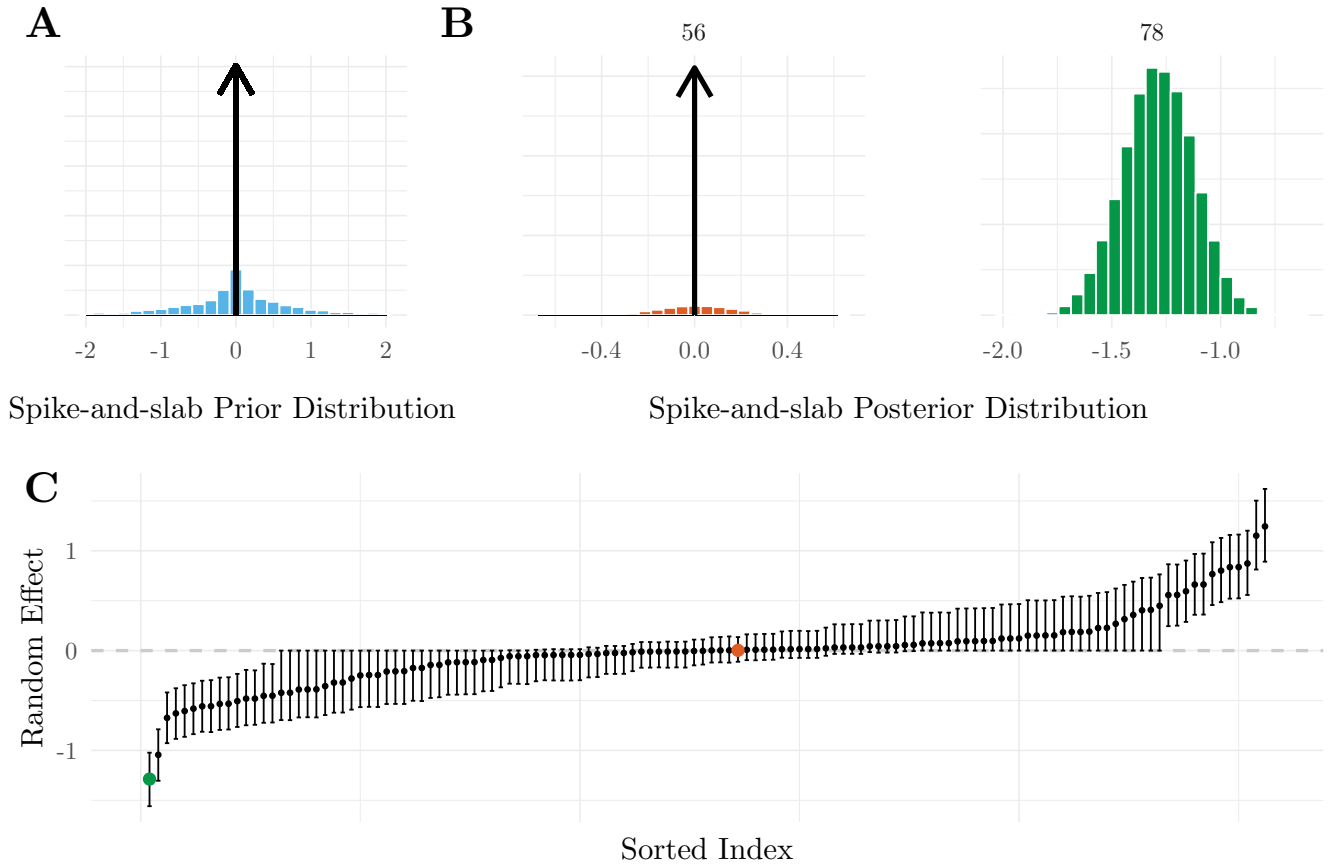 A
B
56
78
-2 -1 0 1 2
-0.4 0.0 0.4
-2.0 -1.5 -1.0
Spike-and-slab Prior Distribution
Spike-and-slab Posterior Distribution
C
Random Effect
1
0
-1
Sorted Index